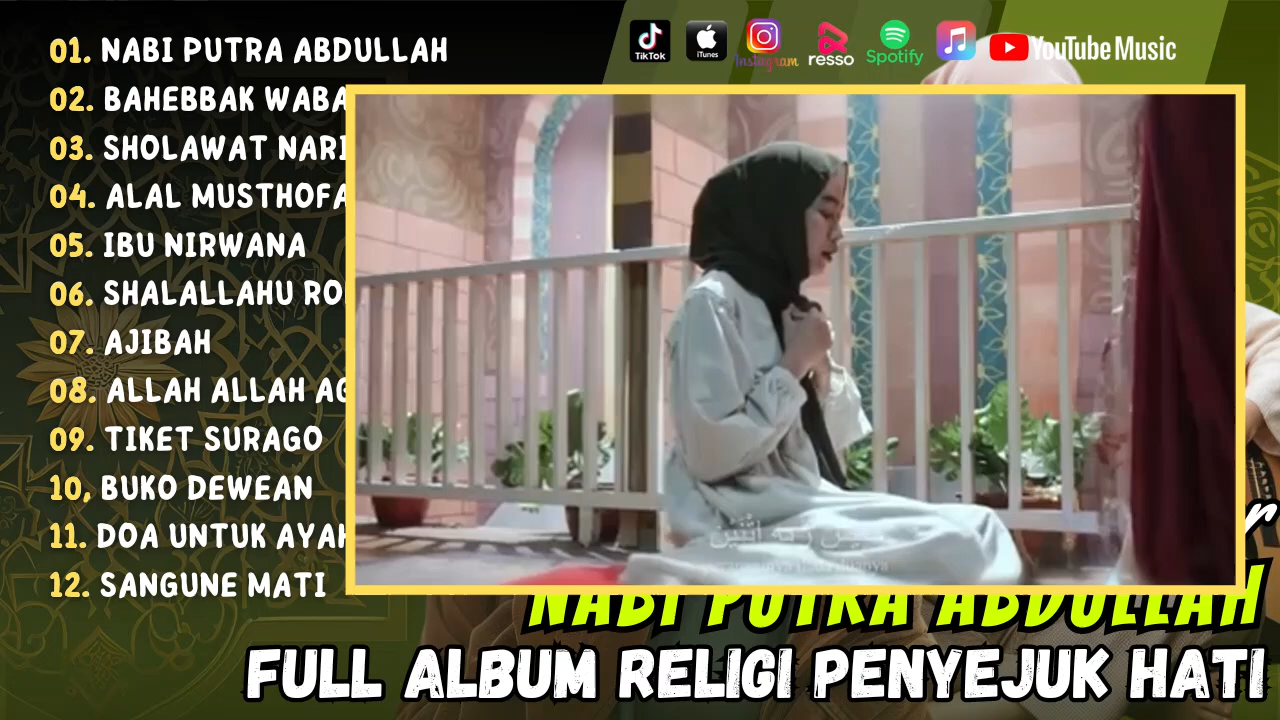 01. NABI PUTRA ABDULLAH
02. BAHEBBAK WABA
03. SHOLAWAT NARI
04. ALAL MUSTHOFA
05. IBU NIRWANA
06. SHALALLAHU RO
07. AJIBAH
08. ALLAH ALLAH AG
09. TIKET SURAGO
10, BUKO DEWEAN
11. DOA UNTUK AYAH
12. SANGUNE MATI
TikTok
iTunes
Instagram
resso
Spotify
YouTube Music
NABI PUTRA ABDULLAH
FULL ALBUM RELIGI PENYEJUK HATI